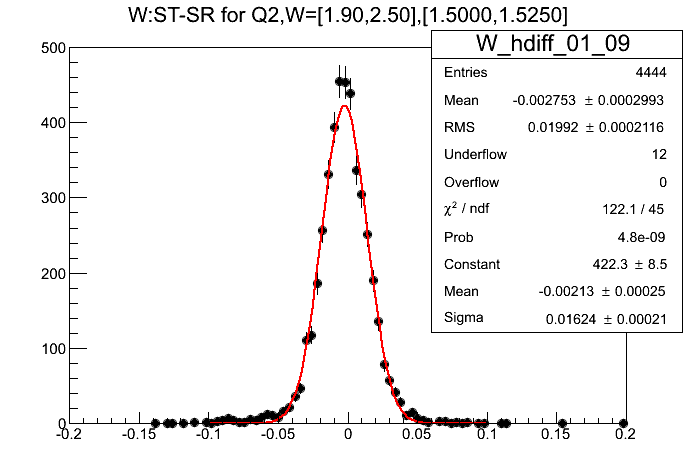 W:ST-SR for Q2,W=[1.90,2.50],[1.5000,1.5250]
W_hdiff_01_09
Entries 4444
Mean -0.002753 ± 0.0002993
RMS 0.01992 ± 0.0002116
Underflow 12
Overflow 0
χ² / ndf 122.1 / 45
Prob 4.8e-09
Constant 422.3 ± 8.5
Mean -0.00213 ± 0.00025
Sigma 0.01624 ± 0.00021
500
400
300
200
100
0
-0.2 -0.15 -0.1 -0.05 0 0.05 0.1 0.15 0.2